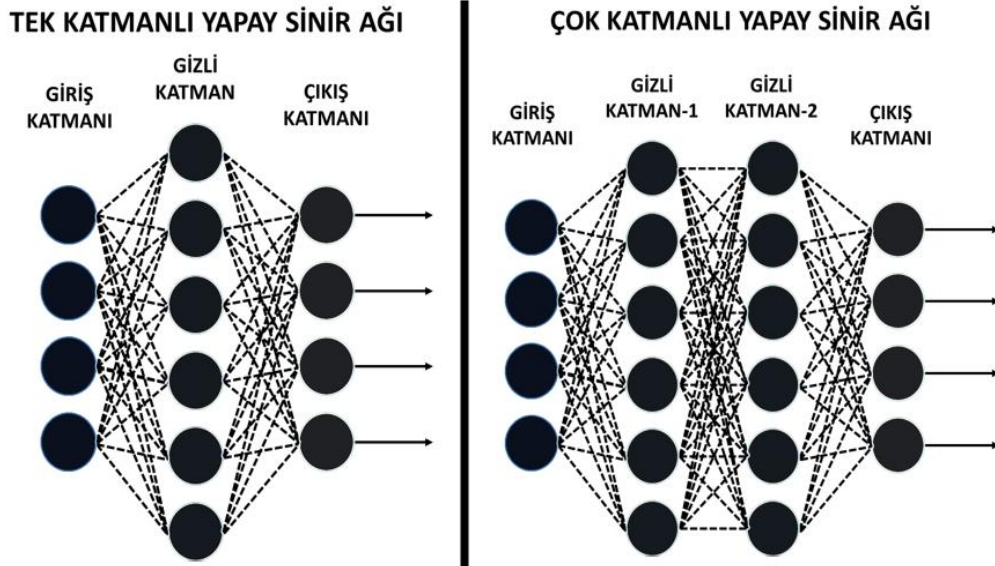 TEK KATMANLI YAPAY SİNİR AĞI
GİRİŞ
KATMANI
GİZLİ
KATMAN
ÇIKIŞ
KATMANI
ÇOK KATMANLI YAPAY SİNİR AĞI
GİRİŞ
KATMANI
GİZLİ
KATMAN-1
GİZLİ
KATMAN-2
ÇIKIŞ
KATMANI